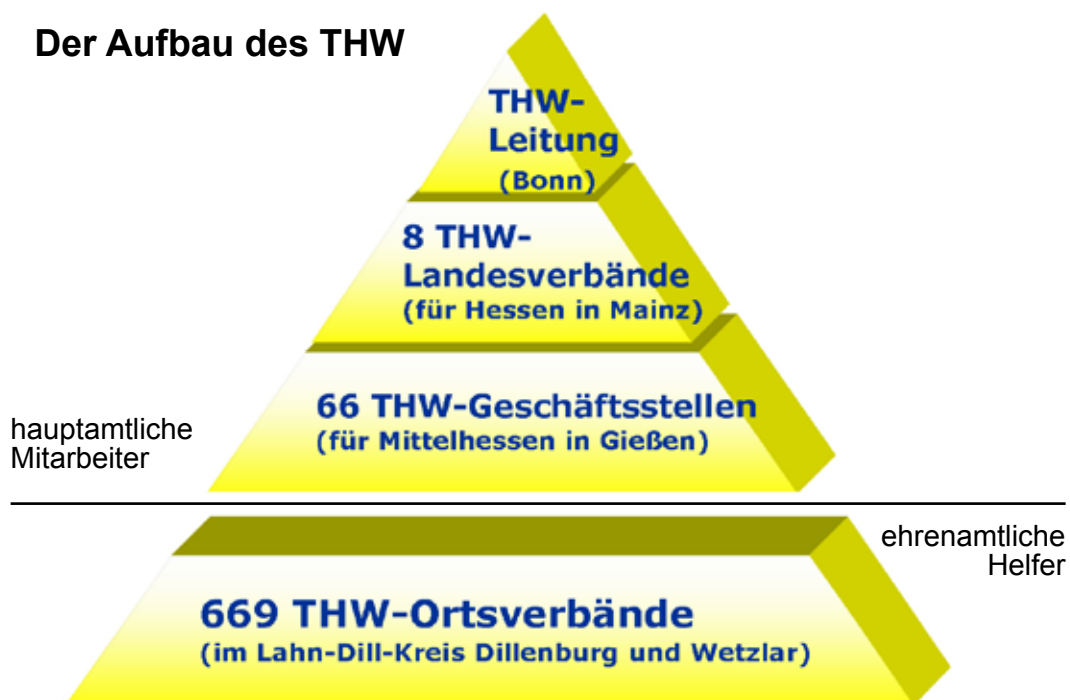 Der Aufbau des THW
THW-
Leitung
(Bonn)
8 THW-
Landesverbände
(für Hessen in Mainz)
66 THW-Geschäftsstellen
(für Mittelhessen in Gießen)
hauptamtliche
Mitarbeiter
ehrenamtliche
Helfer
669 THW-Ortsverbände
(im Lahn-Dill-Kreis Dillenburg und Wetzlar)